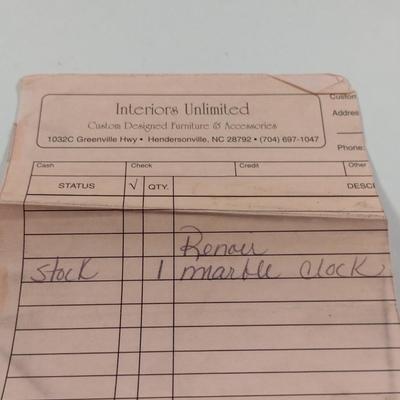 Interiors Unlimited
Custom Designed Furniture & Accessories
1032C Greenville Hwy • Hendersonville, NC 28792 • (704) 697-1047
Custom
Address
Phone:
Cash Check Credit Other
STATUS √ QTY. DESCI
Renoir
Stock 1 marble clock